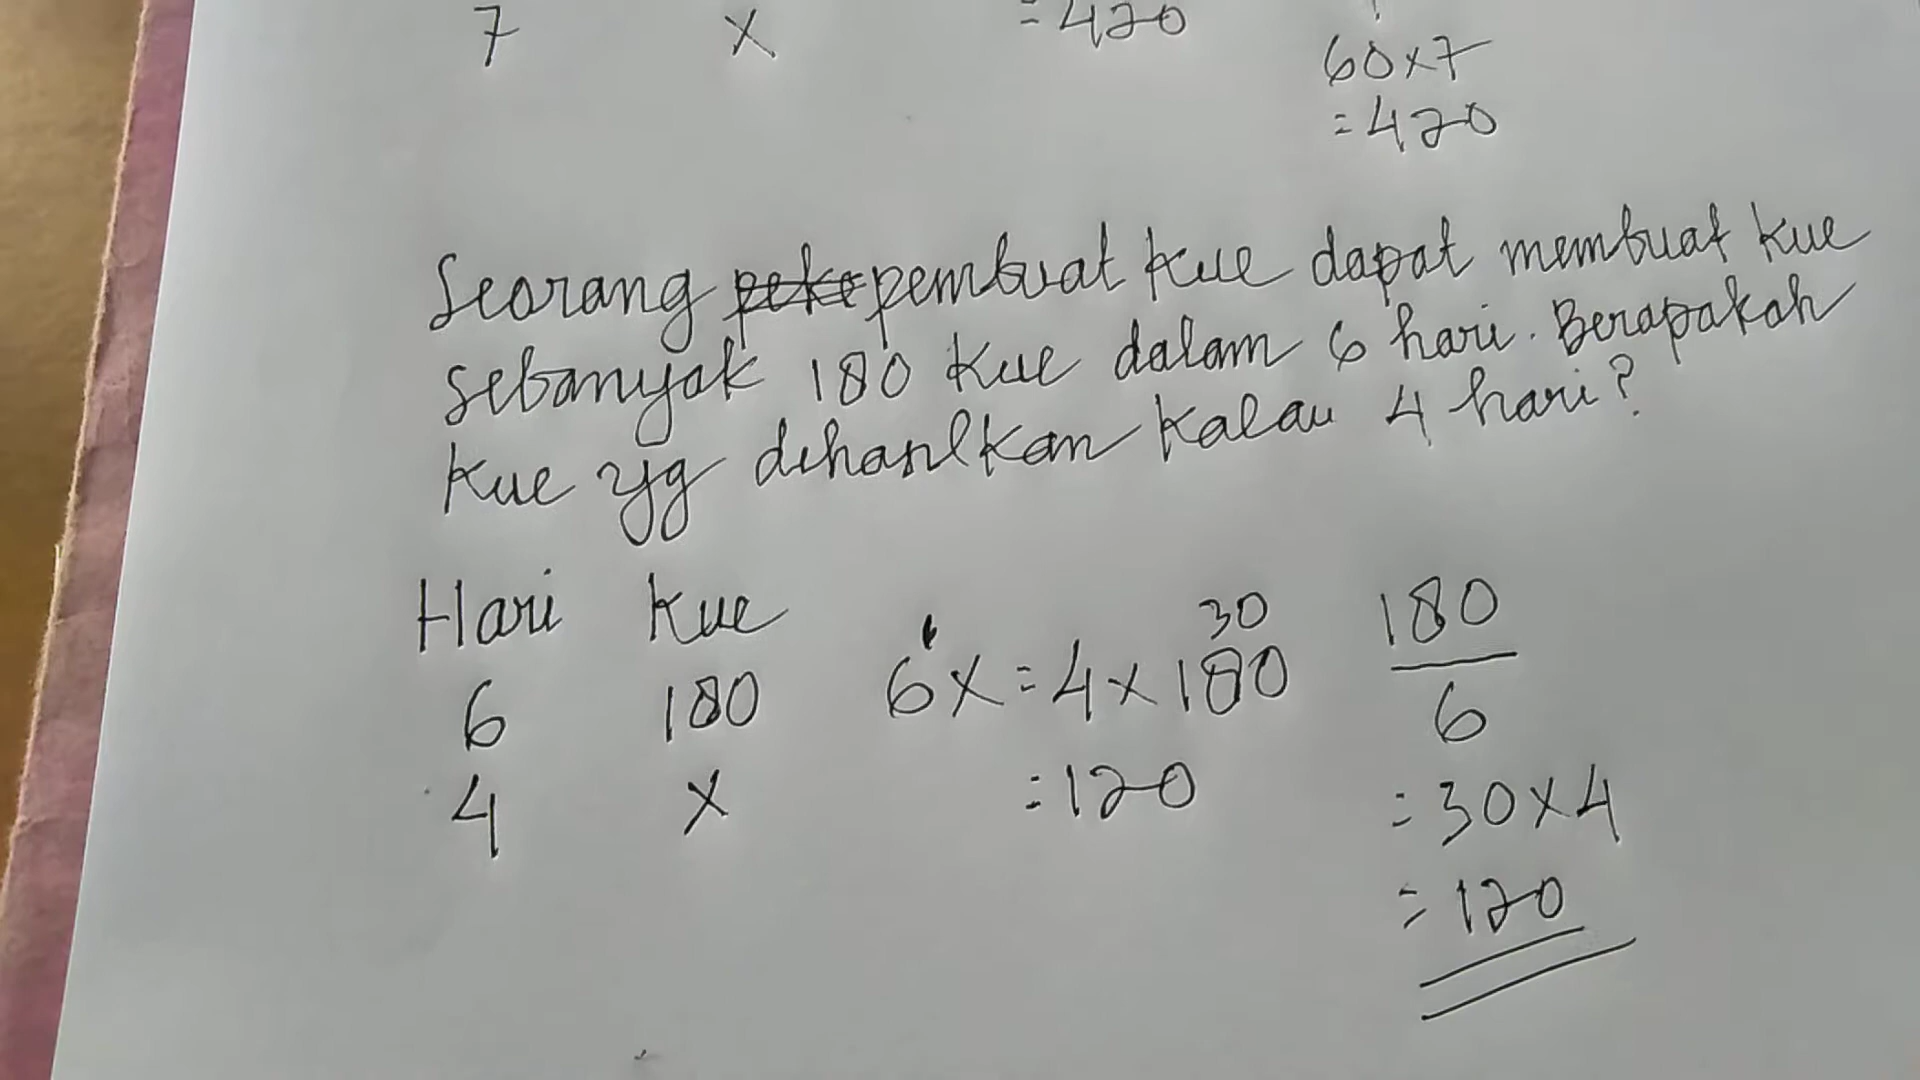 7 x =420
60x7
=420
Seorang peke pembuat kue dapat membuat kue
sebanyak 180 kue dalam 6 hari. Berapakah
kue yg dihasilkan kalau 4 hari?
Hari Kue
6 180
4 x
30
6x=4x180
=120
180
6
=30x4
=120